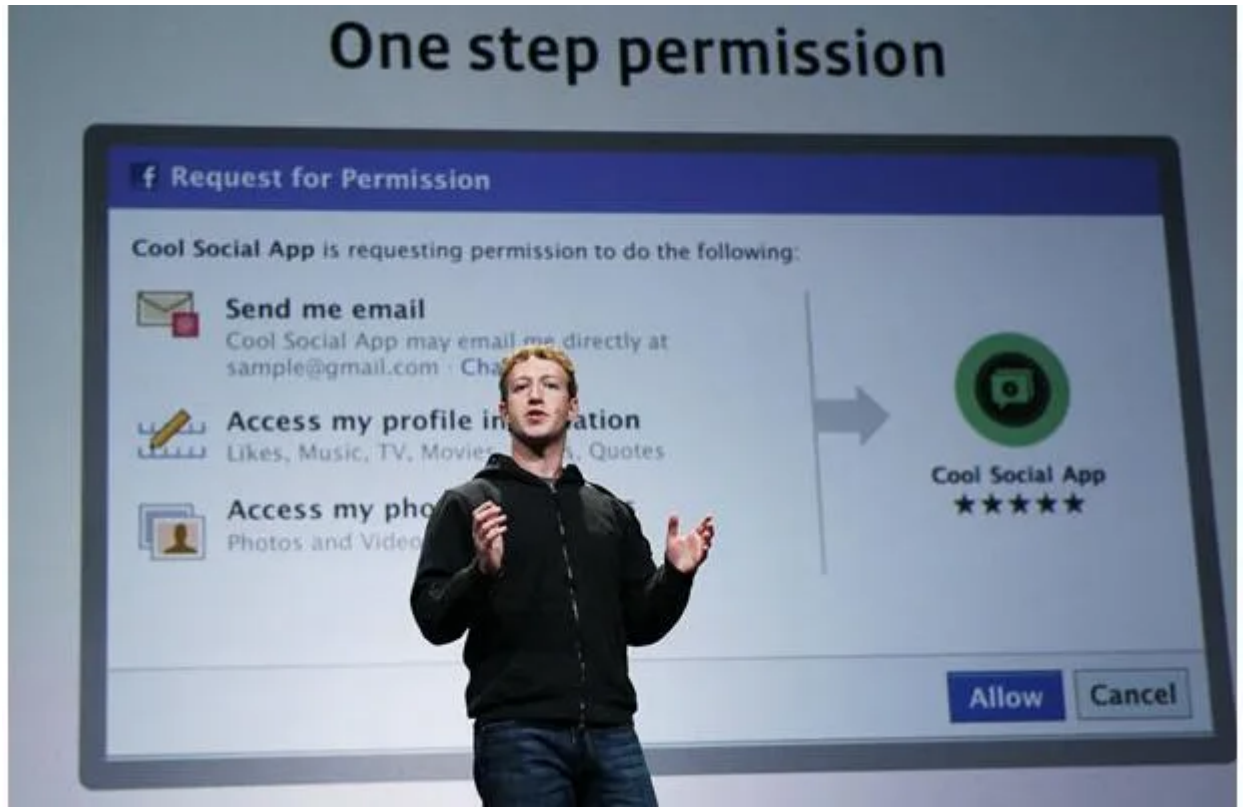 One step permission
f Request for Permission
Cool Social App is requesting permission to do the following:
Send me email
Cool Social App may email me directly at
sample@gmail.com · Cha
Access my profile in ation
Likes, Music, TV, Movies s, Quotes
Access my pho s
Photos and Video
Cool Social App
★★★★★
Allow
Cancel